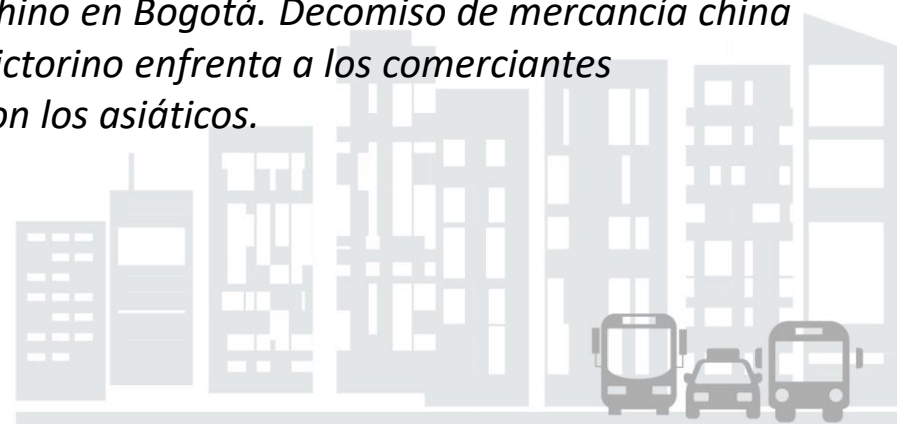 hino en Bogotá. Decomiso de mercancía china
ictorino enfrenta a los comerciantes
on los asiáticos.